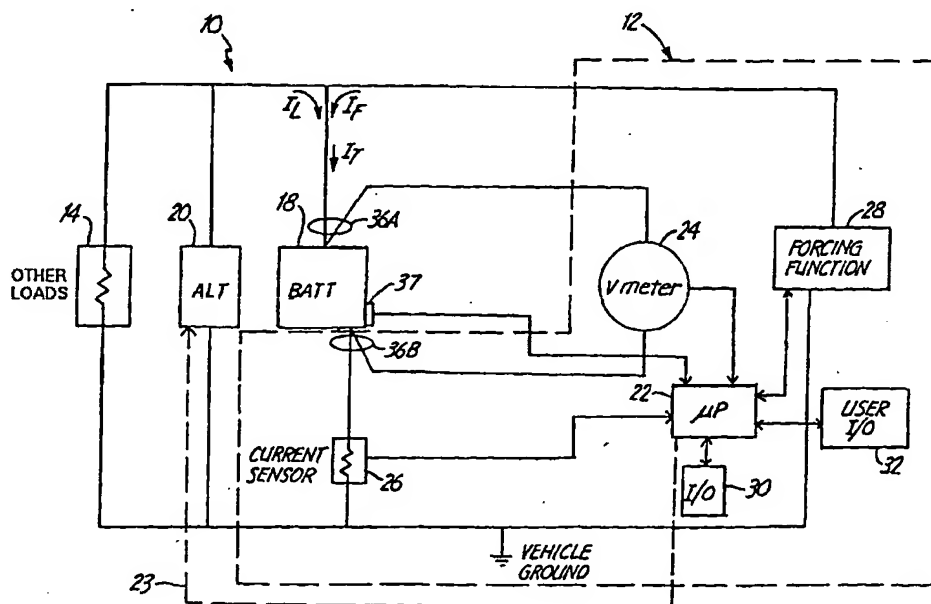 10
12
I_L
I_F
I_T
14
20
18
36A
24
28
OTHER
LOADS
ALT
BATT
37
V meter
FORCING
FUNCTION
36B
22
μP
USER
I/O
32
CURRENT
SENSOR
26
I/O
30
23
VEHICLE
GROUND